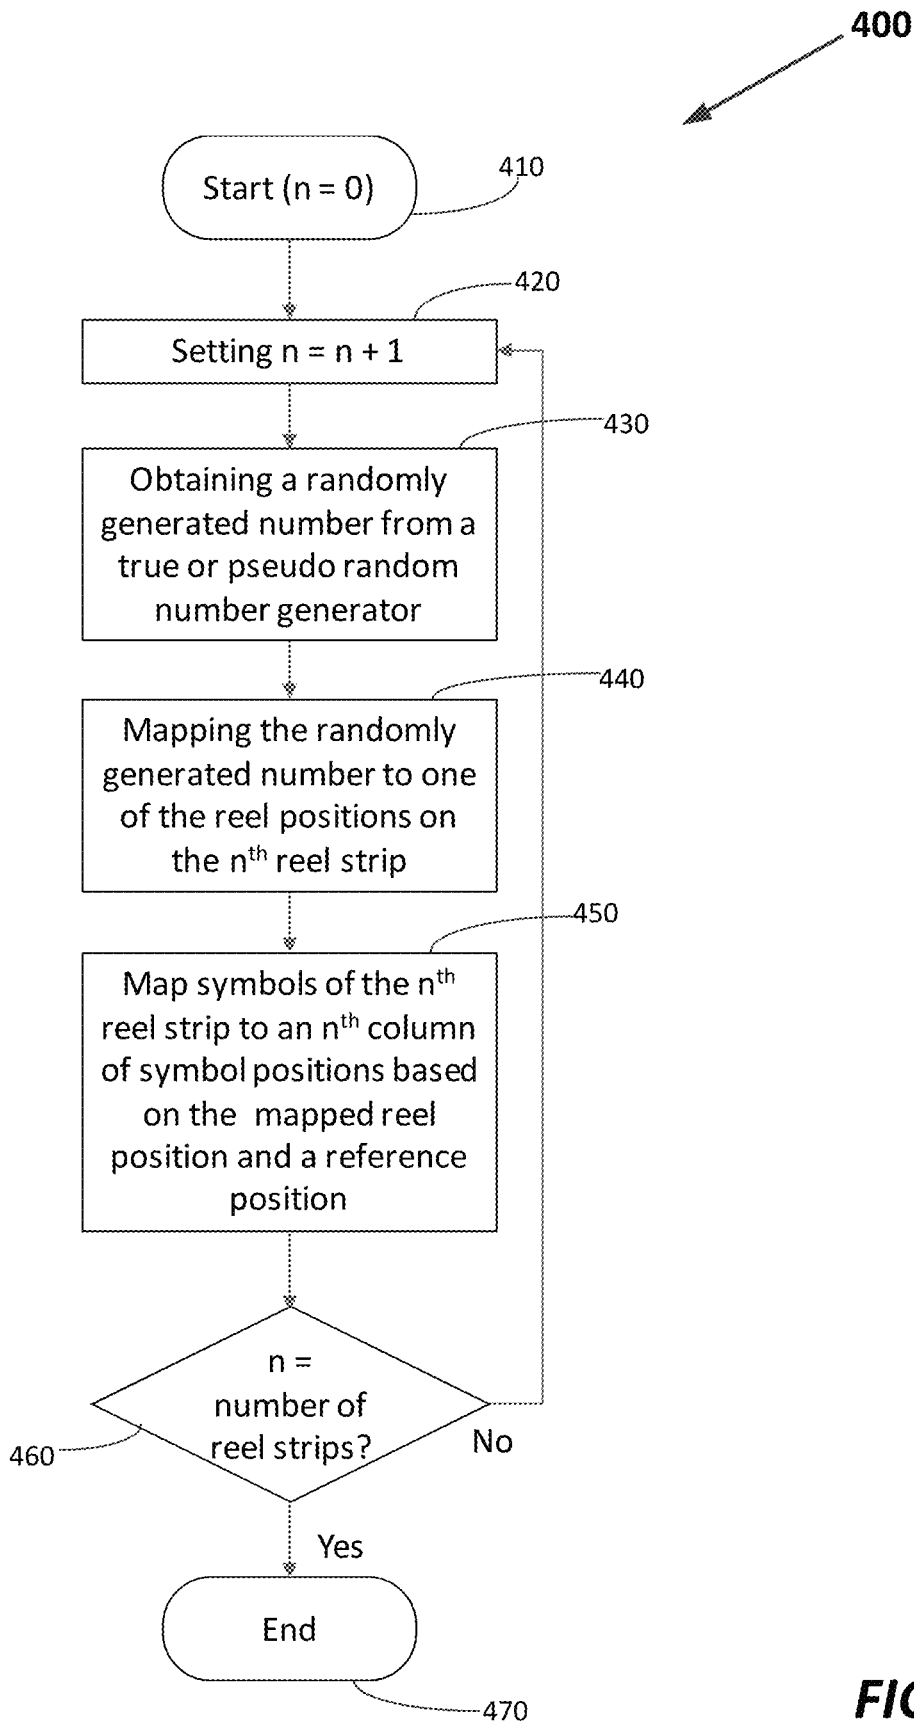 400
Start (n = 0)
410
420
Setting n = n + 1
430
Obtaining a randomly
generated number from a
true or pseudo random
number generator
440
Mapping the randomly
generated number to one
of the reel positions on
the nth reel strip
450
Map symbols of the nth
reel strip to an nth column
of symbol positions based
on the mapped reel
position and a reference
position
n =
number of
reel strips?
460
No
Yes
End
470